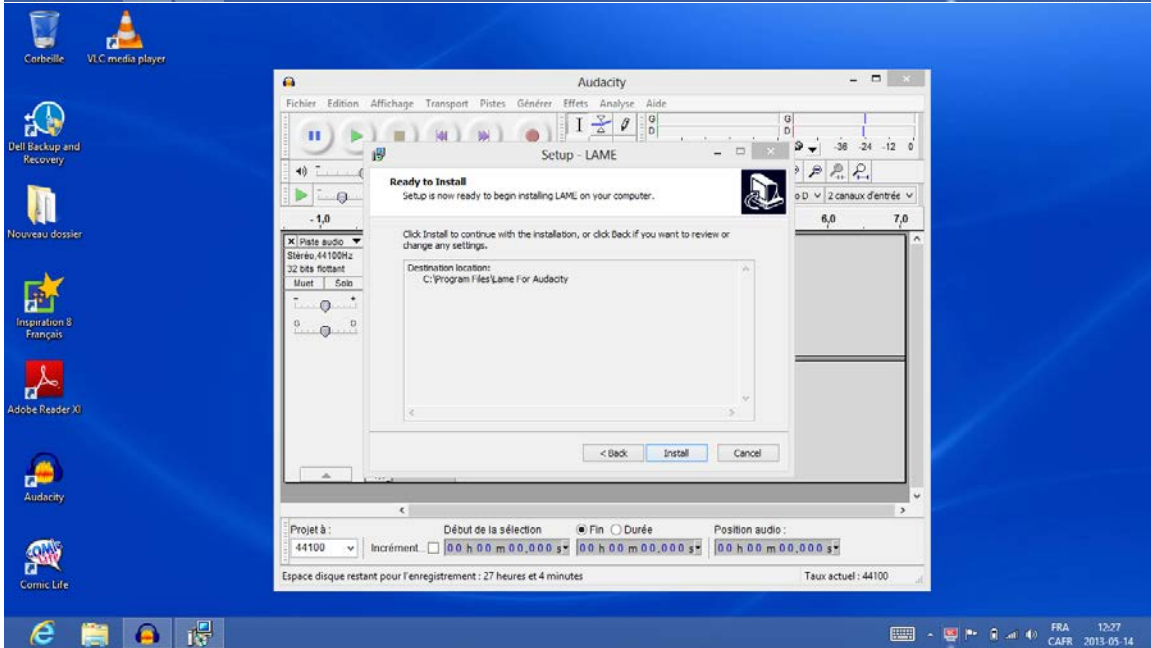 Corbeille
VLC media player
Dell Backup and
Recovery
Nouveau dossier
Inspiration 8
Français
Adobe Reader XI
Audacity
Comic Life
Audacity
Fichier Edition Affichage Transport Pistes Générer Effets Analyse Aide
G
D
G
D
-36 -24 -12 0
2 canaux d'entrée
- 1,0
6,0 7,0
Piste audio
Stéréo,44100Hz
32 bits flottant
Muet Solo
- +
G D
Setup - LAME
Ready to Install
Setup is now ready to begin installing LAME on your computer.
Click Install to continue with the installation, or click Back if you want to review or
change any settings.
Destination location:
C:\Program Files\Lame For Audacity
< Back Install Cancel
Projet à :
44100
Incrément
Début de la sélection
Fin
Durée
Position audio :
00 h 00 m 00,000 s
00 h 00 m 00,000 s
00 h 00 m 00,000 s
Espace disque restant pour l'enregistrement : 27 heures et 4 minutes
Taux actuel : 44100
FRA
CAFR
12:27
2013-05-14